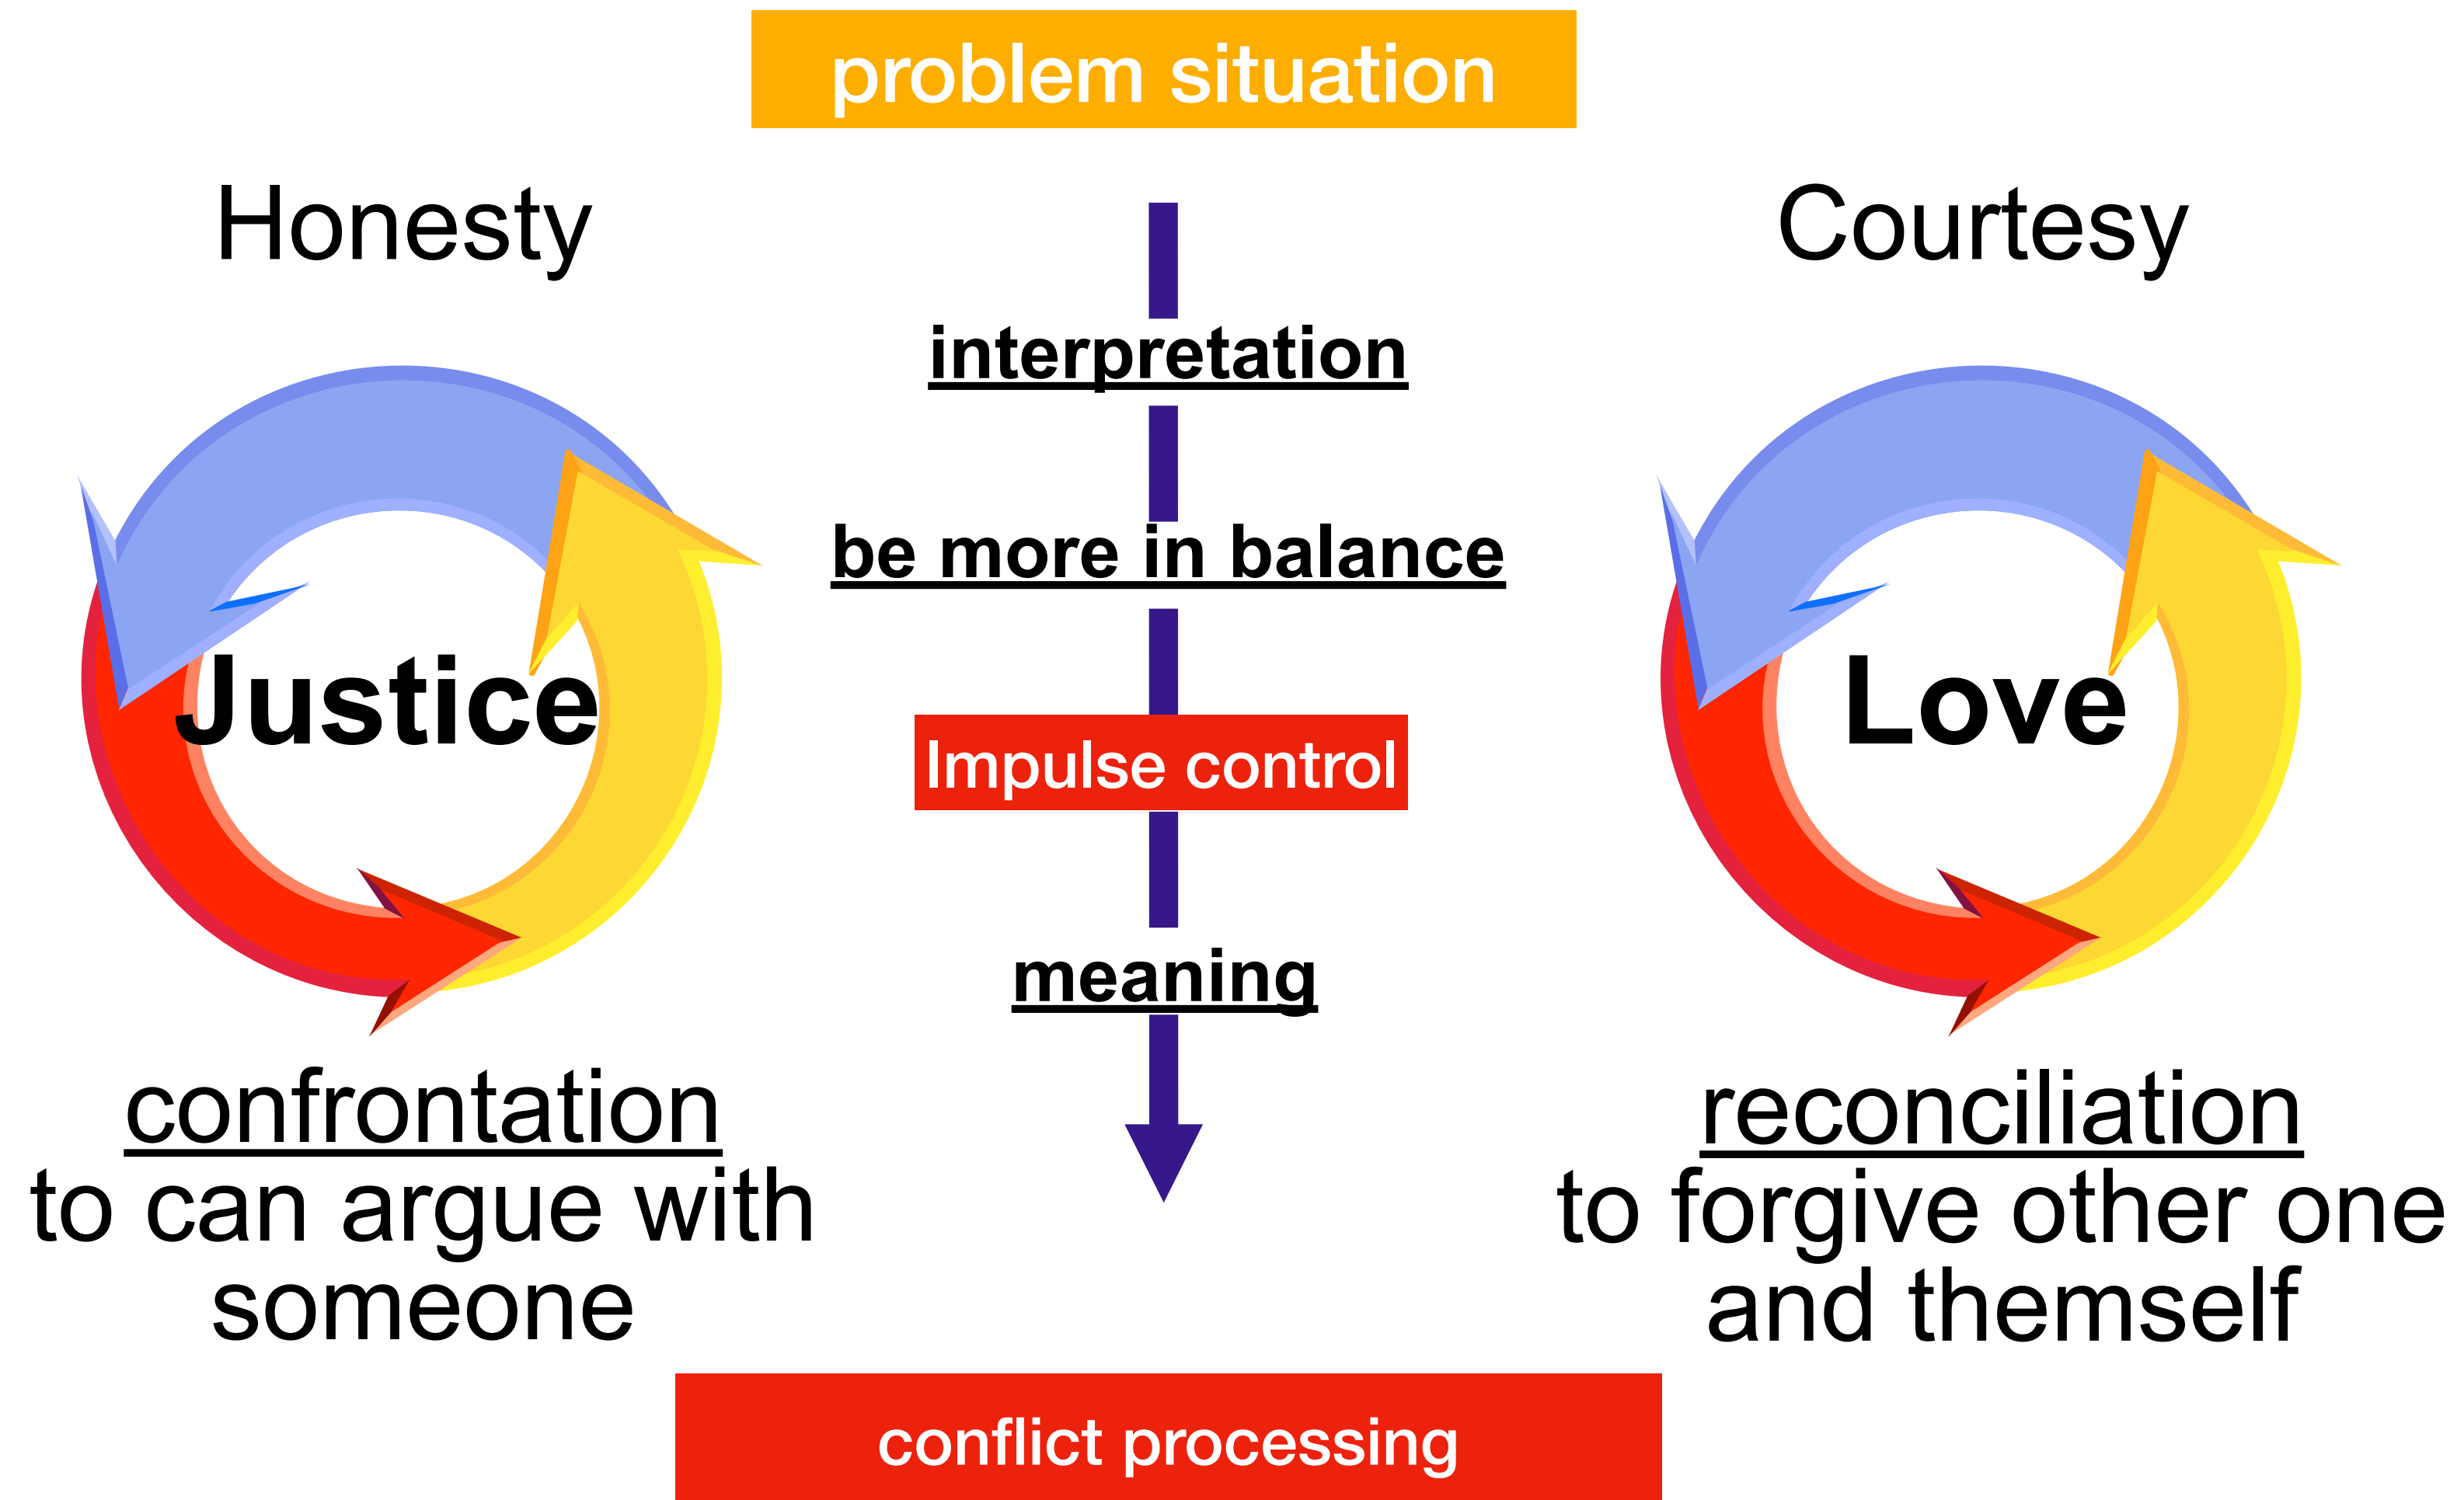 problem situation
Honesty
Courtesy
interpretation
be more in balance
Justice
Love
Impulse control
meaning
confrontation
to can argue with
someone
reconciliation
to forgive other one
and themself
conflict processing